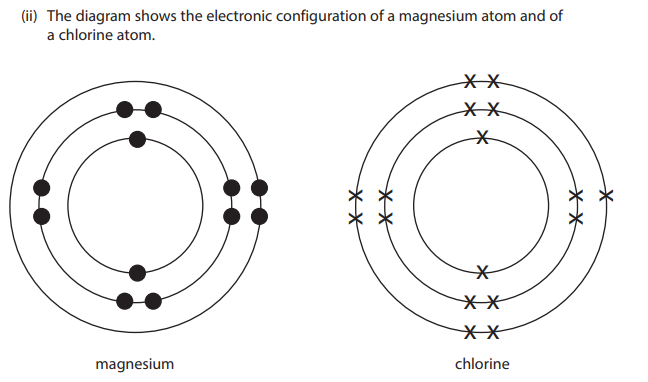 (ii) The diagram shows the electronic configuration of a magnesium atom and of
a chlorine atom.
magnesium
chlorine